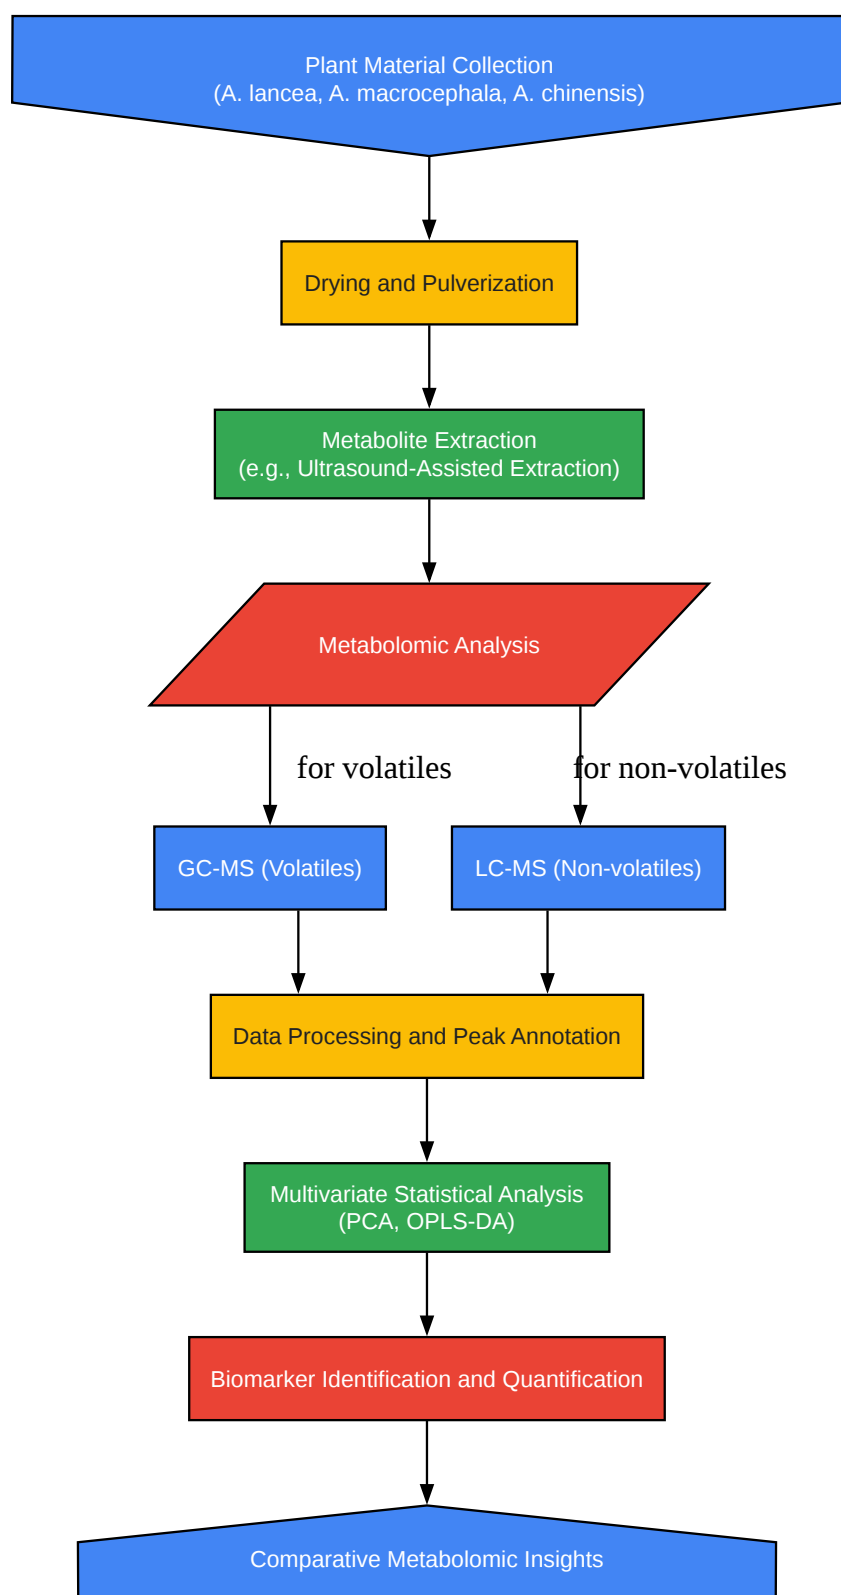 Plant Material Collection
(A. lancea, A. macrocephala, A. chinensis)
Drying and Pulverization
Metabolite Extraction
(e.g., Ultrasound-Assisted Extraction)
Metabolomic Analysis
for volatiles
for non-volatiles
GC-MS (Volatiles)
LC-MS (Non-volatiles)
Data Processing and Peak Annotation
Multivariate Statistical Analysis
(PCA, OPLS-DA)
Biomarker Identification and Quantification
Comparative Metabolomic Insights